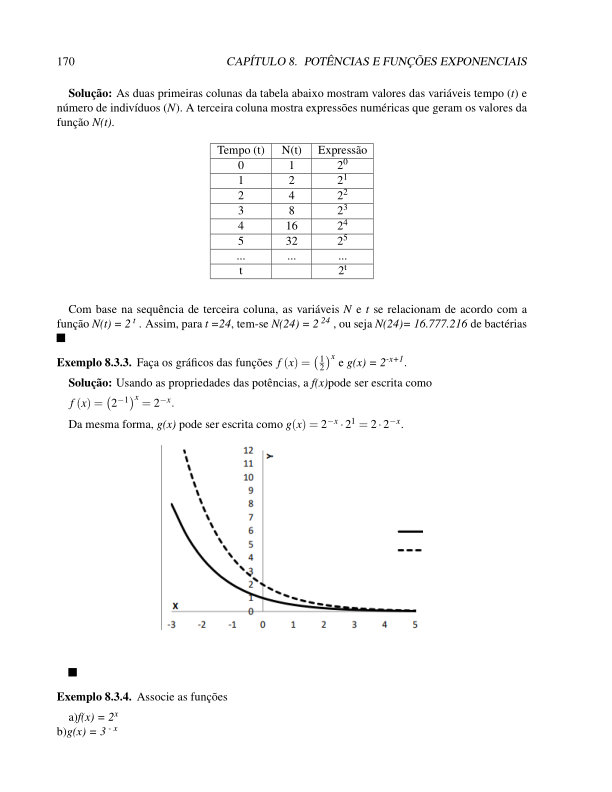 170 CAPÍTULO 8. POTÊNCIAS E FUNÇÕES EXPONENCIAIS
Solução: As duas primeiras colunas da tabela abaixo mostram valores das variáveis tempo (t) e
número de indivíduos (N). A terceira coluna mostra expressões numéricas que geram os valores da
função N(t).
Tempo (t) N(t) Expressão
0 1 2^0
1 2 2^1
2 4 2^2
3 8 2^3
4 16 2^4
5 32 2^5
... ... ...
t 2^t
Com base na sequência de terceira coluna, as variáveis N e t se relacionam de acordo com a
função N(t) = 2^t . Assim, para t =24, tem-se N(24) = 2^24 , ou seja N(24)= 16.777.216 de bactérias
■
Exemplo 8.3.3. Faça os gráficos das funções f(x) = (1/2)^x e g(x) = 2^-x+1.
Solução: Usando as propriedades das potências, a f(x)pode ser escrita como
f(x) = (2^−1)^x = 2^−x.
Da mesma forma, g(x) pode ser escrita como g(x) = 2^−x · 2^1 = 2 · 2^−x.
12
11
10
9
8
7
6
5
4
3
2
1
0
Y
X
-3 -2 -1 0 1 2 3 4 5
■
Exemplo 8.3.4. Associe as funções
a)f(x) = 2^x
b)g(x) = 3^-x